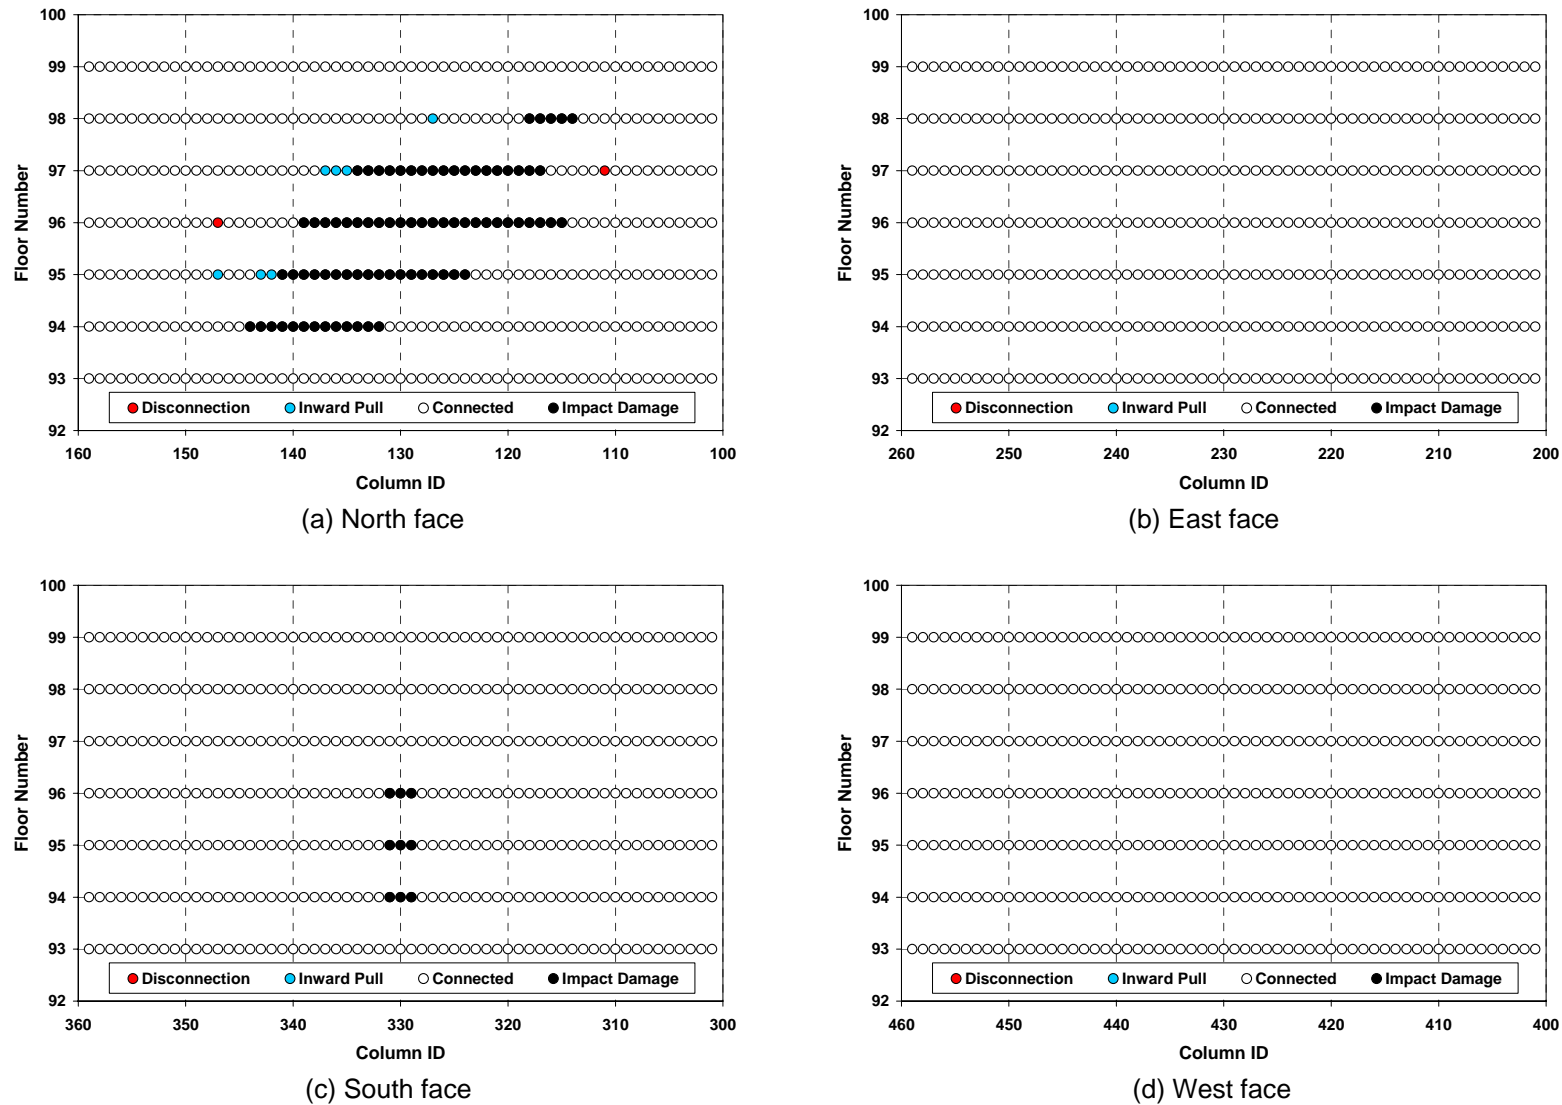 100
99
98
97
96
95
94
93
92
Floor Number
Disconnection Inward Pull Connected Impact Damage
160 150 140 130 120 110 100
Column ID
(a) North face
100
99
98
97
96
95
94
93
92
Floor Number
Disconnection Inward Pull Connected Impact Damage
260 250 240 230 220 210 200
Column ID
(b) East face
100
99
98
97
96
95
94
93
92
Floor Number
Disconnection Inward Pull Connected Impact Damage
360 350 340 330 320 310 300
Column ID
(c) South face
100
99
98
97
96
95
94
93
92
Floor Number
Disconnection Inward Pull Connected Impact Damage
460 450 440 430 420 410 400
Column ID
(d) West face